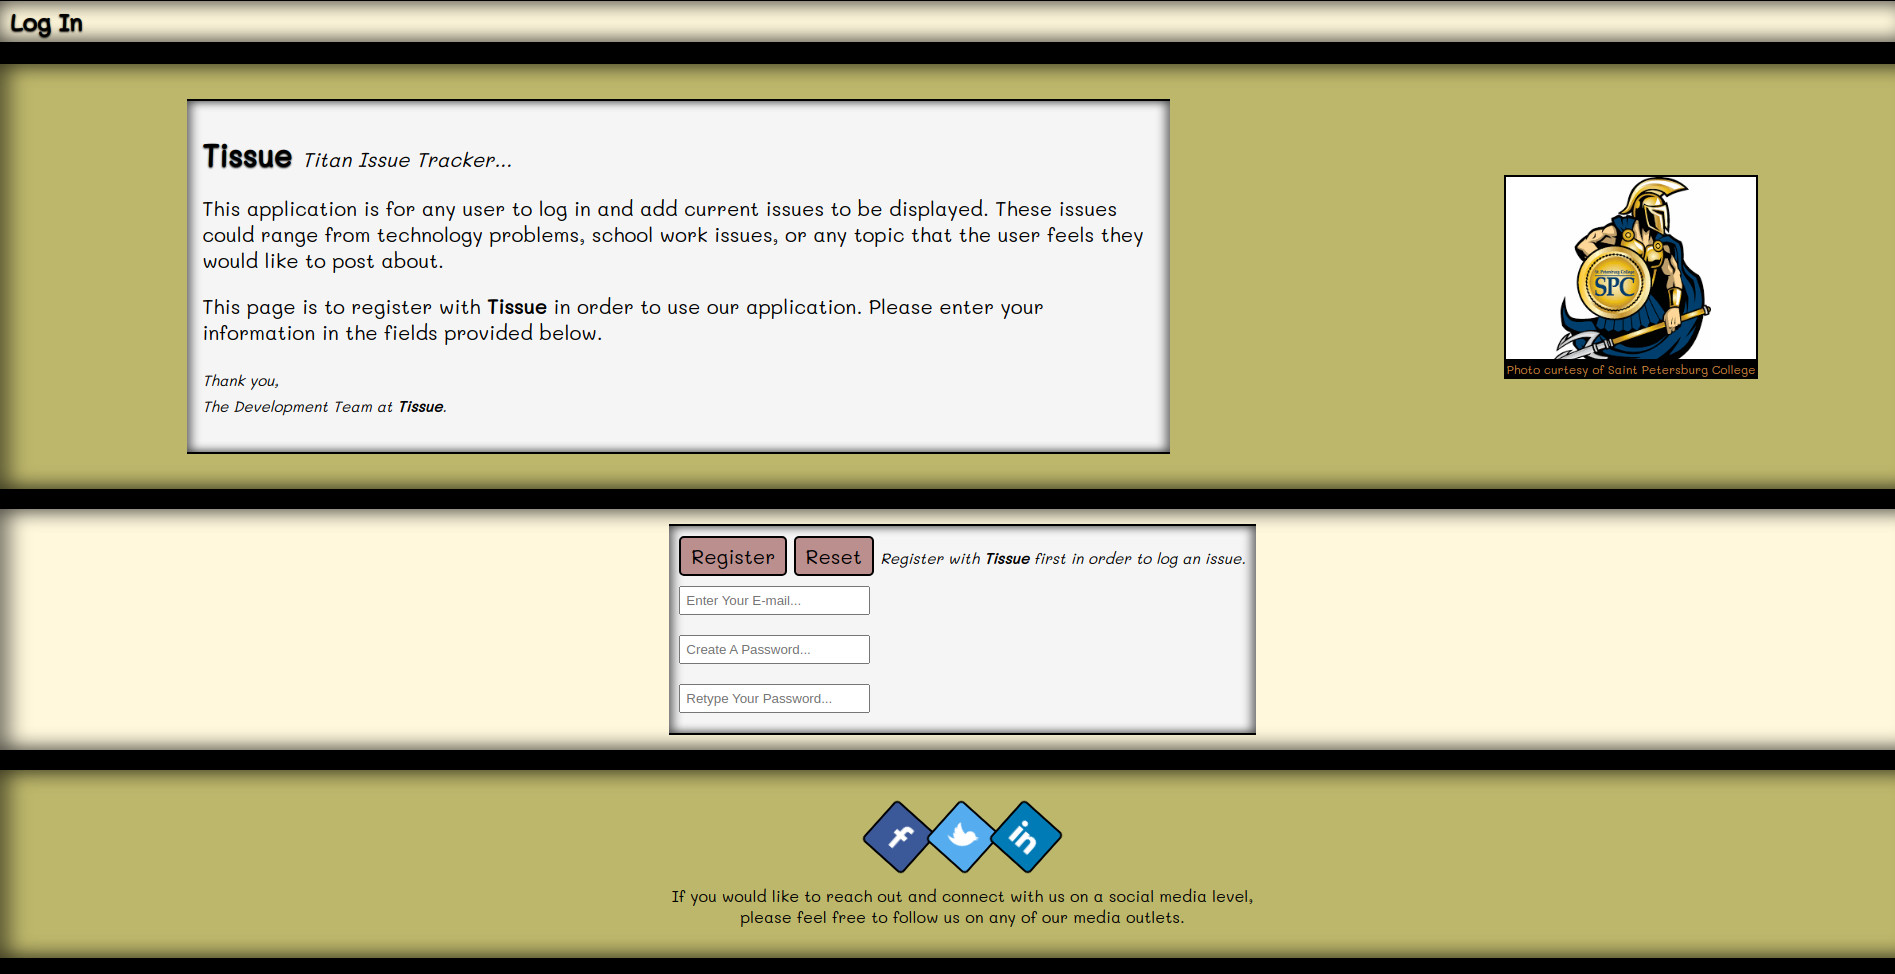 Log In
Tissue Titan Issue Tracker...
This application is for any user to log in and add current issues to be displayed. These issues
could range from technology problems, school work issues, or any topic that the user feels they
would like to post about.
This page is to register with Tissue in order to use our application. Please enter your
information in the fields provided below.
Thank you,
The Development Team at Tissue.
St. Petersburg College
SPC
Photo curtesy of Saint Petersburg College
Register Reset Register with Tissue first in order to log an issue.
Enter Your E-mail...
Create A Password...
Retype Your Password...
f
in
If you would like to reach out and connect with us on a social media level,
please feel free to follow us on any of our media outlets.